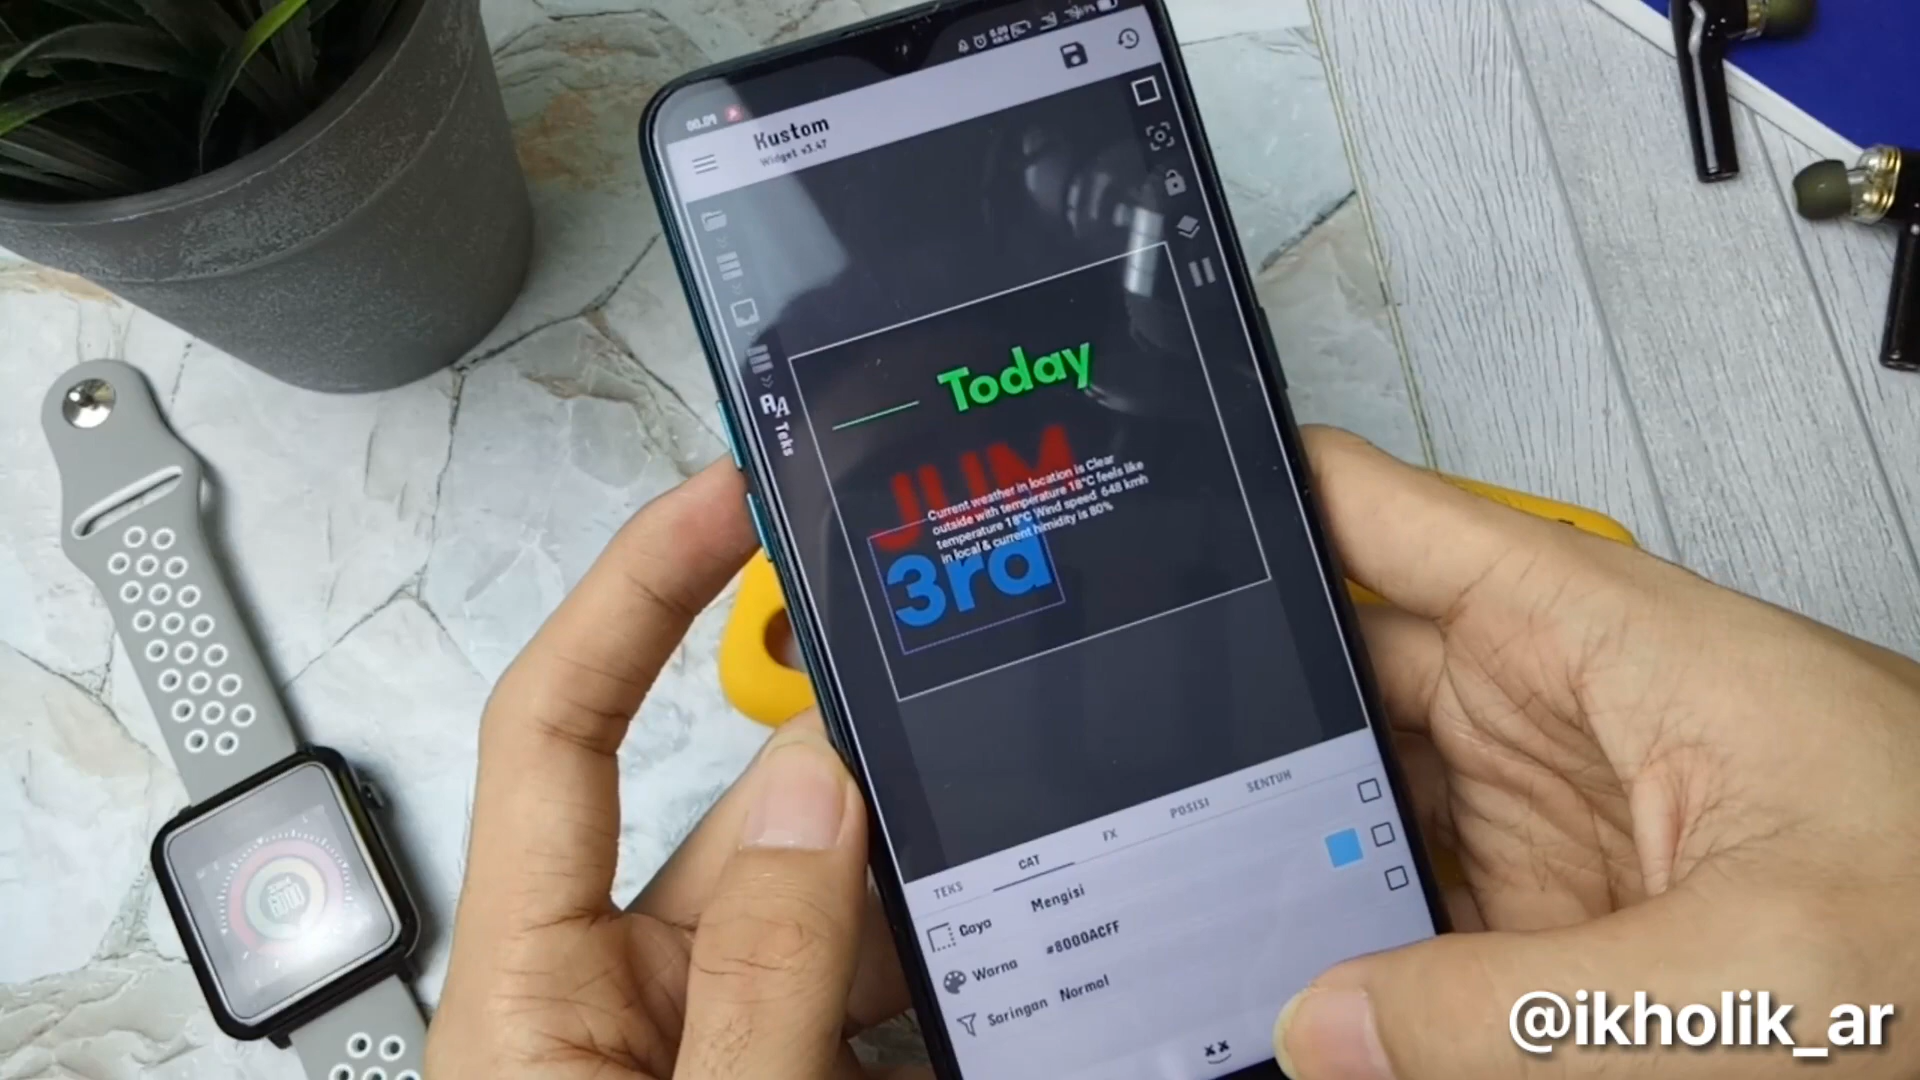 00.09
Kustom
Widget v3.47
Teks
Today
JUM
Current weather in location is Clear
outside with temperature 18°C feels like
temperature 18°C Wind speed 648 kmh
in local & current himidity is 80%
3rd
TEKS CAT FX POSISI SENTUH
Gaya Mengisi
Warna #8000ACFF
Saringan Normal
@ikholik_ar